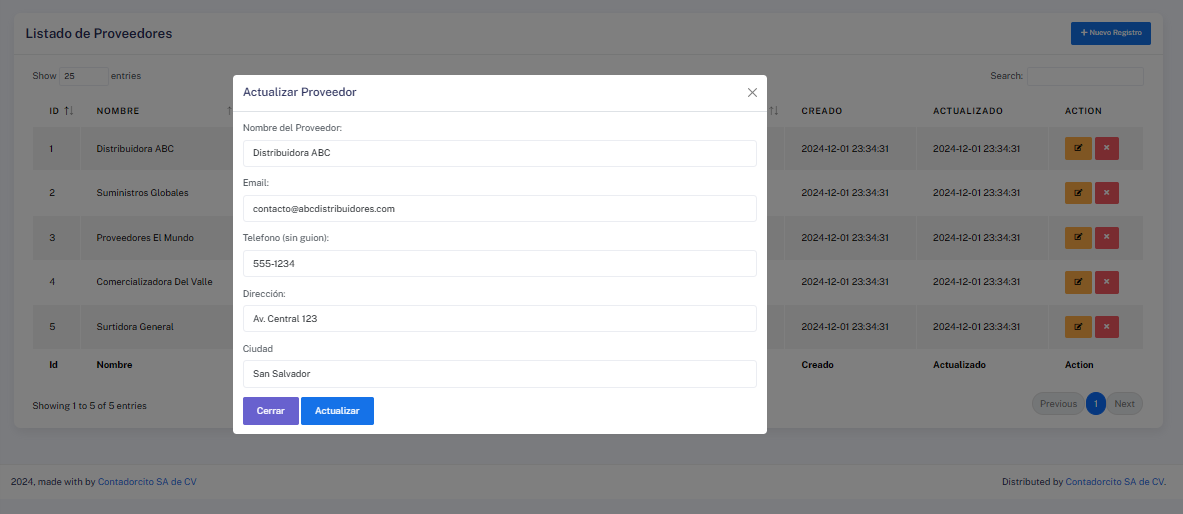 Listado de Proveedores
+ Nuevo Registro
Show 25 entries
Search:
ID NOMBRE CREADO ACTUALIZADO ACTION
1 Distribuidora ABC 2024-12-01 23:34:31 2024-12-01 23:34:31
2 Suministros Globales 2024-12-01 23:34:31 2024-12-01 23:34:31
3 Proveedores El Mundo 2024-12-01 23:34:31 2024-12-01 23:34:31
4 Comercializadora Del Valle 2024-12-01 23:34:31 2024-12-01 23:34:31
5 Surtidora General 2024-12-01 23:34:31 2024-12-01 23:34:31
Id Nombre Creado Actualizado Action
Showing 1 to 5 of 5 entries
Previous 1 Next
Actualizar Proveedor
Nombre del Proveedor:
Distribuidora ABC
Email:
contacto@abcdistribuidores.com
Telefono (sin guion):
555-1234
Dirección:
Av. Central 123
Ciudad
San Salvador
Cerrar Actualizar
2024, made with by Contadorcito SA de CV
Distributed by Contadorcito SA de CV.